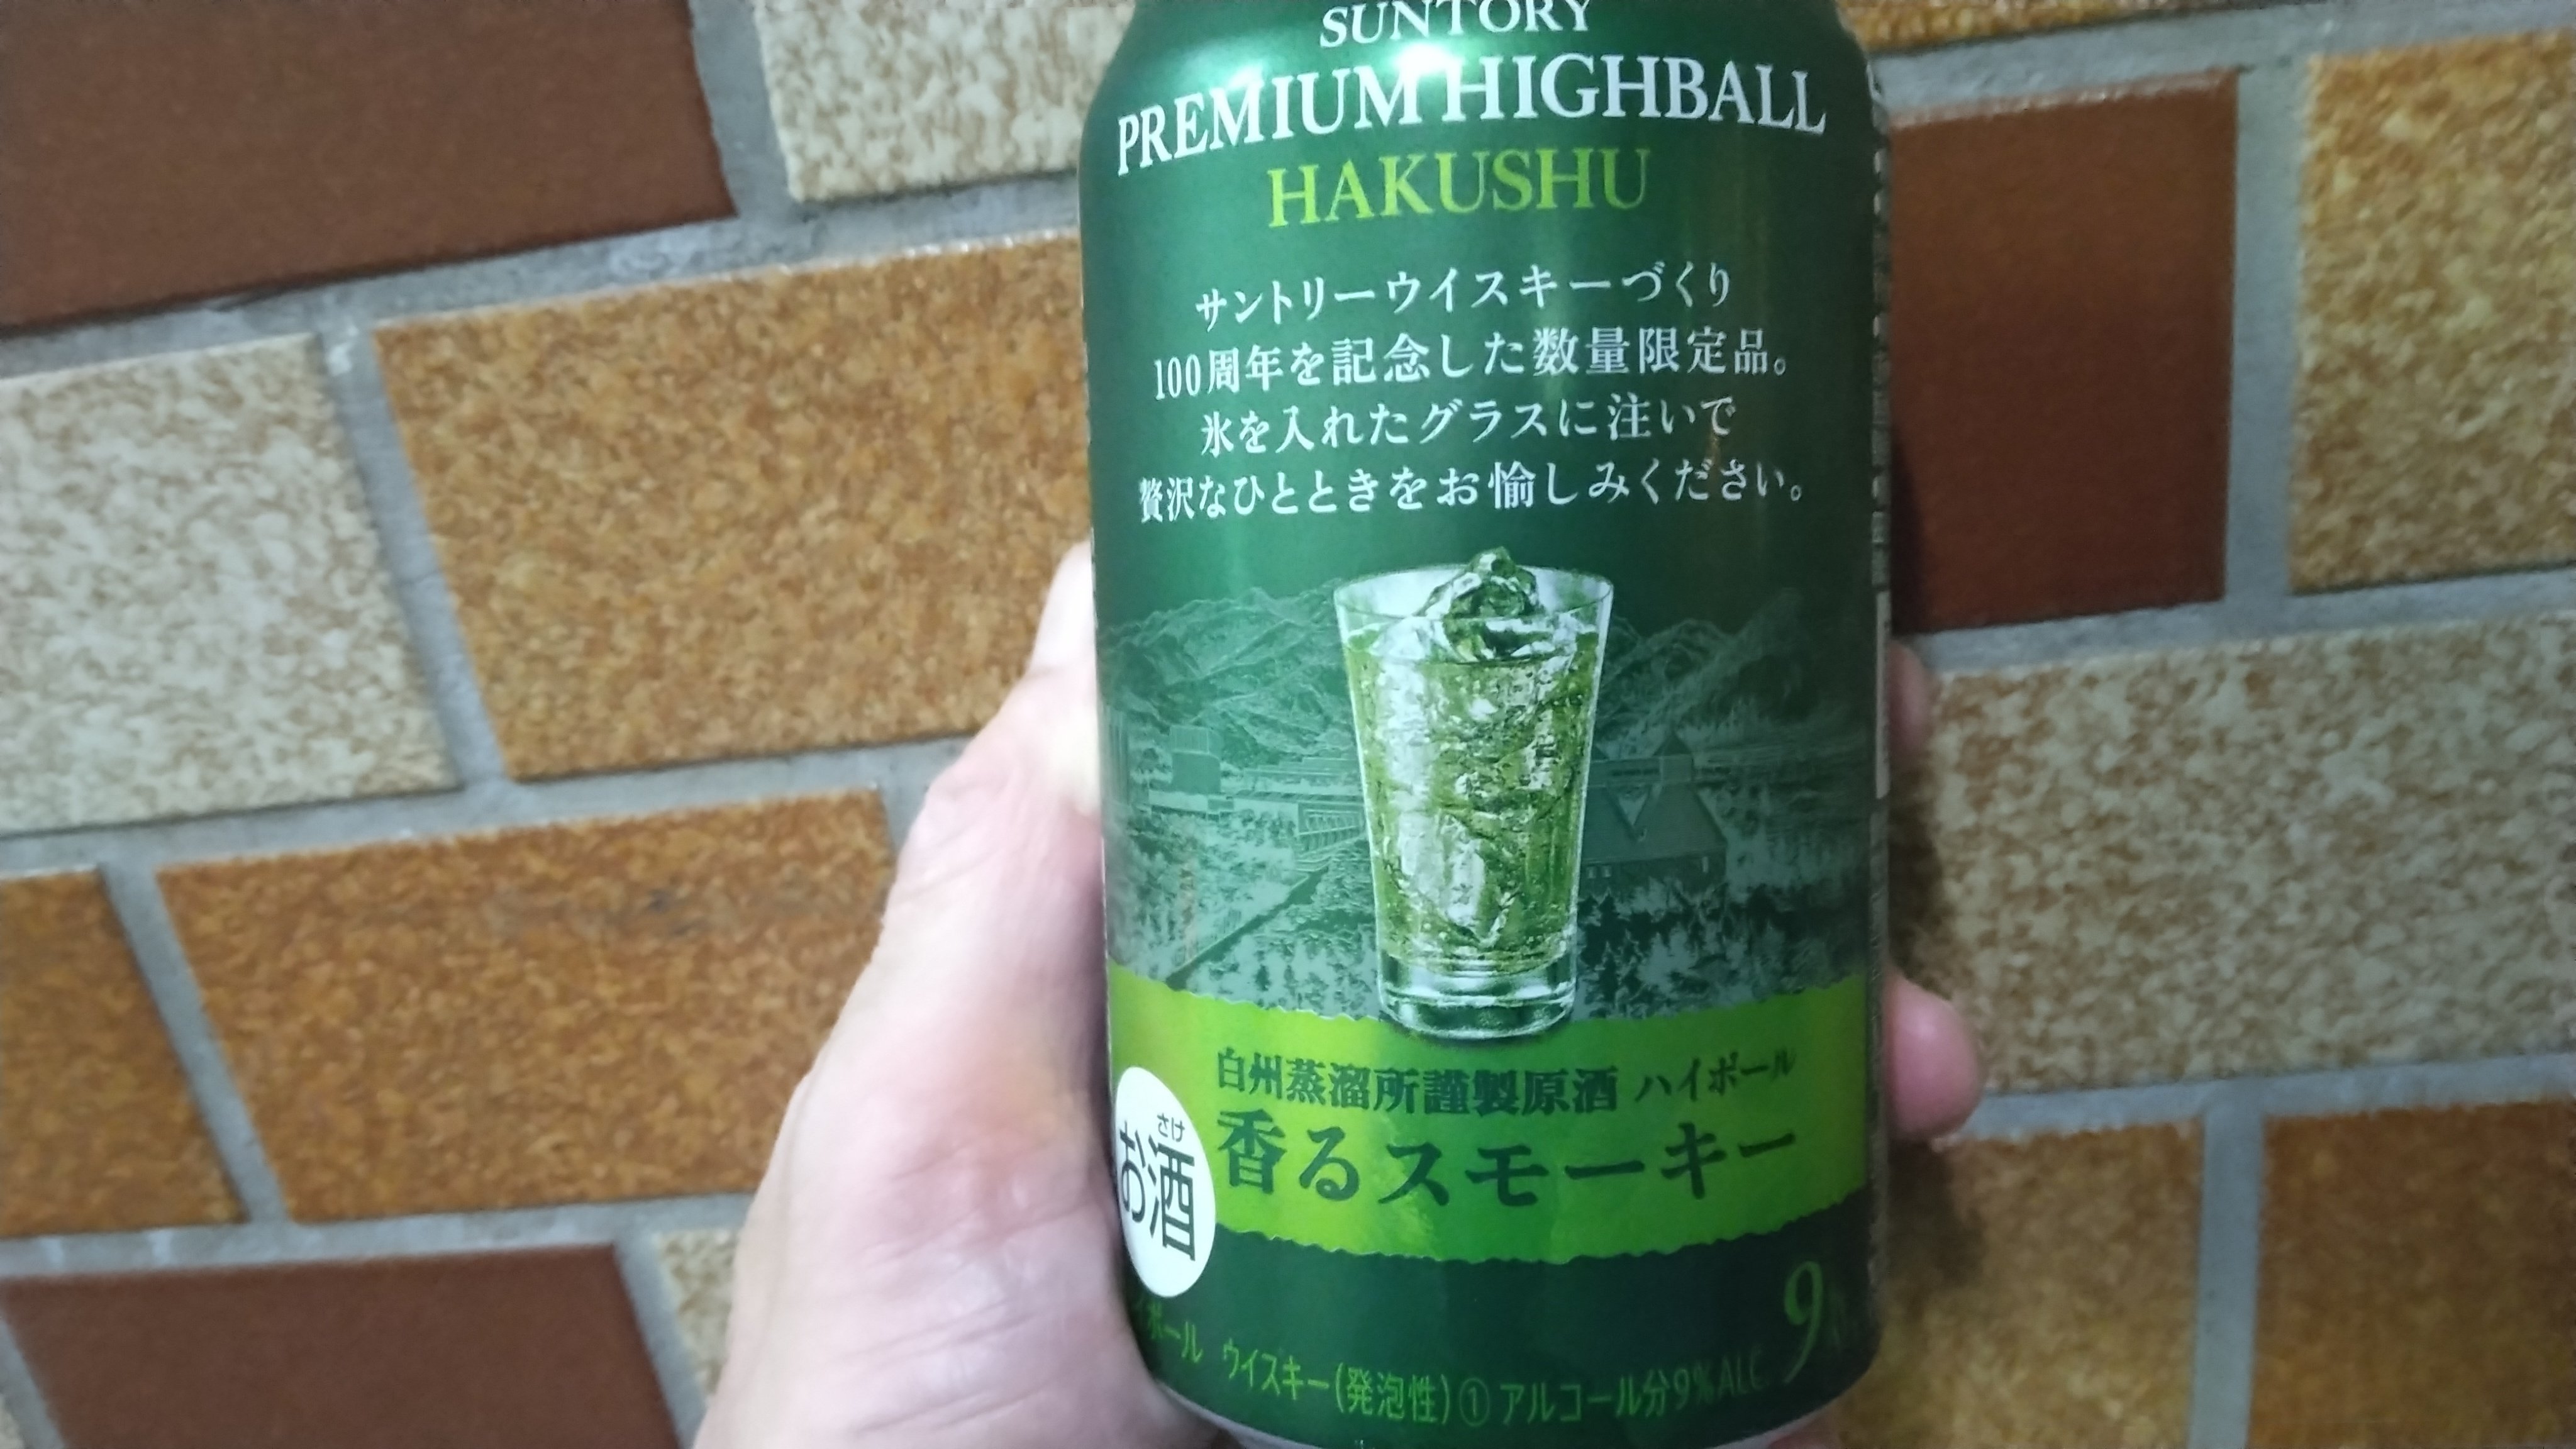 SUNTORY
PREMIUM HIGHBALL
HAKUSHU
サントリーウイスキーづくり
100周年を記念した数量限定品。
氷を入れたグラスに注いで
贅沢なひとときをお愉しみください。
白州蒸溜所謹製原酒 ハイボール
香るスモーキー
さけ
お酒
イボール ウイスキー(発泡性)① アルコール分9%ALC.
9%